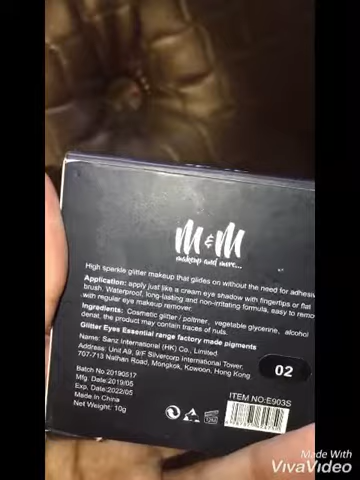 M&M
makeup and more...
High sparkle glitter makeup that glides on without the need for adhesiv
Application: apply just like a cream eye shadow with fingertips or flat
brush. Waterproof, long-lasting and non-irritating formula, easy to remo
with regular eye makeup remover.
Ingredients: Cosmetic glitter / poltmer, vegetable glycerine, alcohol
denat, the product may contain traces of nuts.
Glitter Eyes Essential range factory made pigments
Name: Sanz International (HK) Co., Limited
Address: Unit A9, 9/F Silvercorp International Tower,
707-713 Nathan Road, Mongkok, Kowoon, Hong Kong
02
Batch No:20190517
Mfg Date:2019/05
Exp. Date:2022/05
Made In China
Net Weight: 10g
ITEM NO:E903S
Made With
VivaVideo